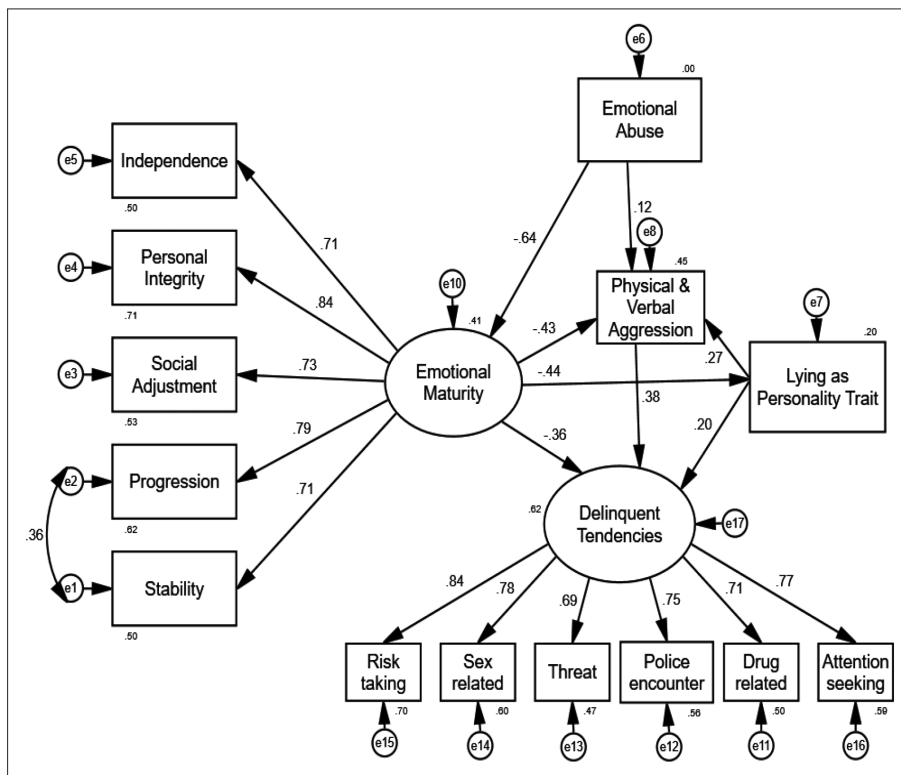 e6
.00
Emotional
Abuse
e5
Independence
.50
.71
-.64
.12
e8
.45
e4
Personal
Integrity
.71
.84
e10
.41
Physical &
Verbal
Aggression
e7
.20
e3
Social
Adjustment
.53
.73
Emotional
Maturity
-.43
-.44
.27
Lying as
Personality Trait
.38
.20
-.36
e2
Progression
.62
.79
.36
e1
Stability
.50
.71
.62
Delinquent
Tendencies
e17
.84
.78
.69
.75
.71
.77
Risk
taking
.70
e15
Sex
related
.60
e14
Threat
.47
e13
Police
encounter
.56
e12
Drug
related
.50
e11
Attention
seeking
.59
e16